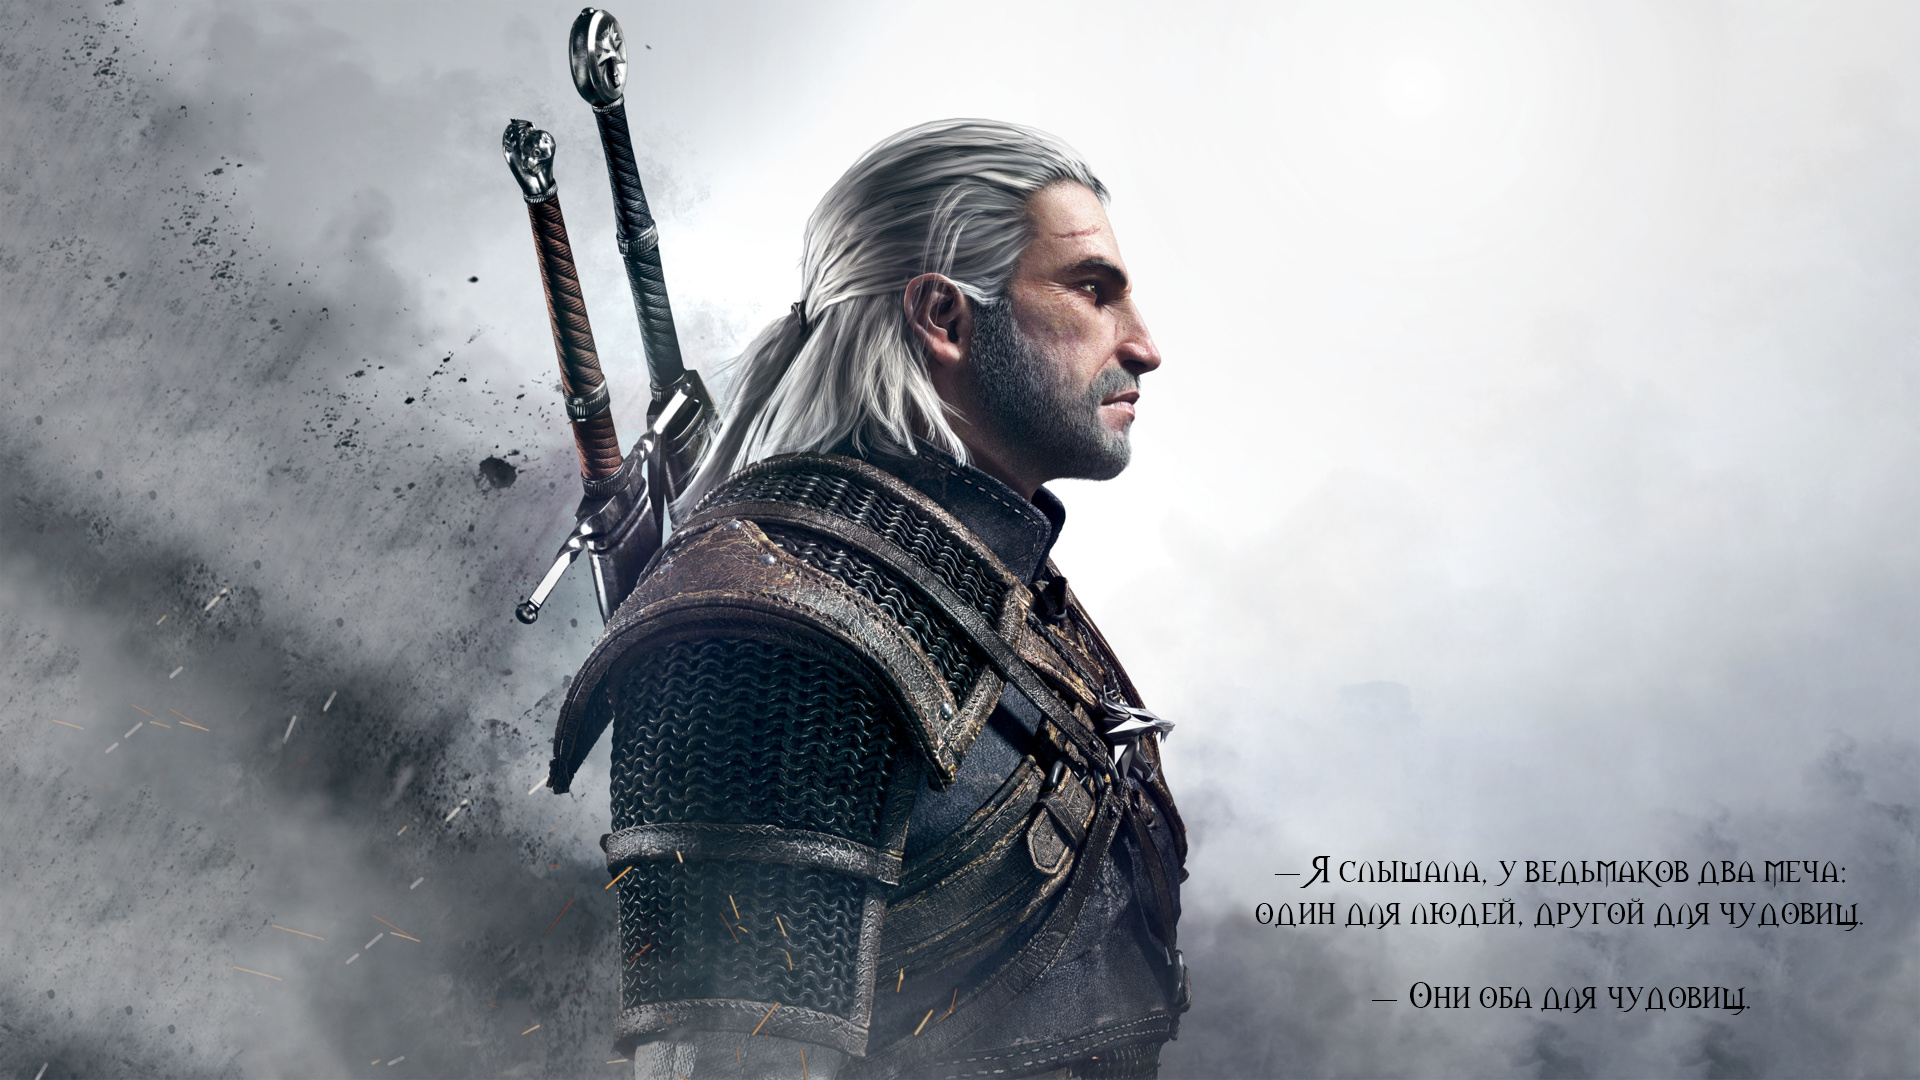 —Я слышала, у ведьмаков два меча:
один для людей, другой для чудовищ.
— Они оба для чудовищ.